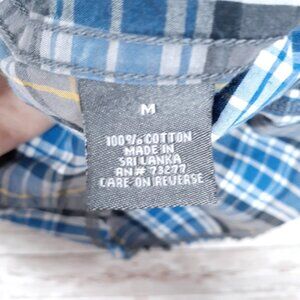 M
100% COTTON
MADE IN
SRI LANKA
RN# 73277
CARE ON REVERSE